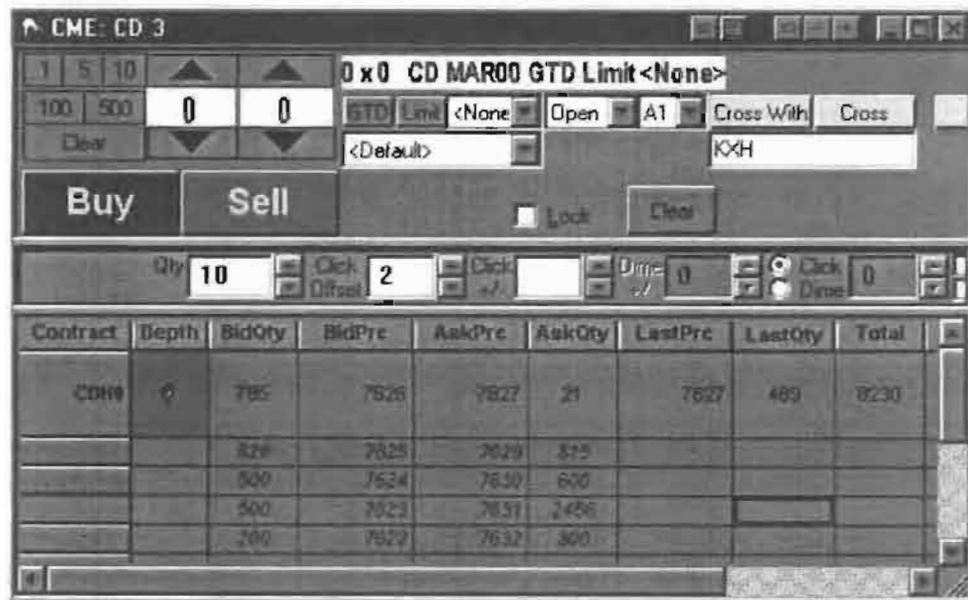 CME: CD 3
1 5 10
0 x 0 CD MAR00 GTD Limit <None>
100 500 0 0 GTD Limit <None Open A1 Cross With Cross
Clear <Default> KXH
Buy Sell Lock Clear
Qty 10 Click Offset 2 Click +/- Dime +/- 0 Click Dime 0
Contract Depth BidQty BidPrc AskPrc AskQty LastPrc LastQty Total
785 7626 7627 21 7627 489 8230
7625 7629
500 7624 7630 600
500 7623 7631 2456
200 7622 7632 800